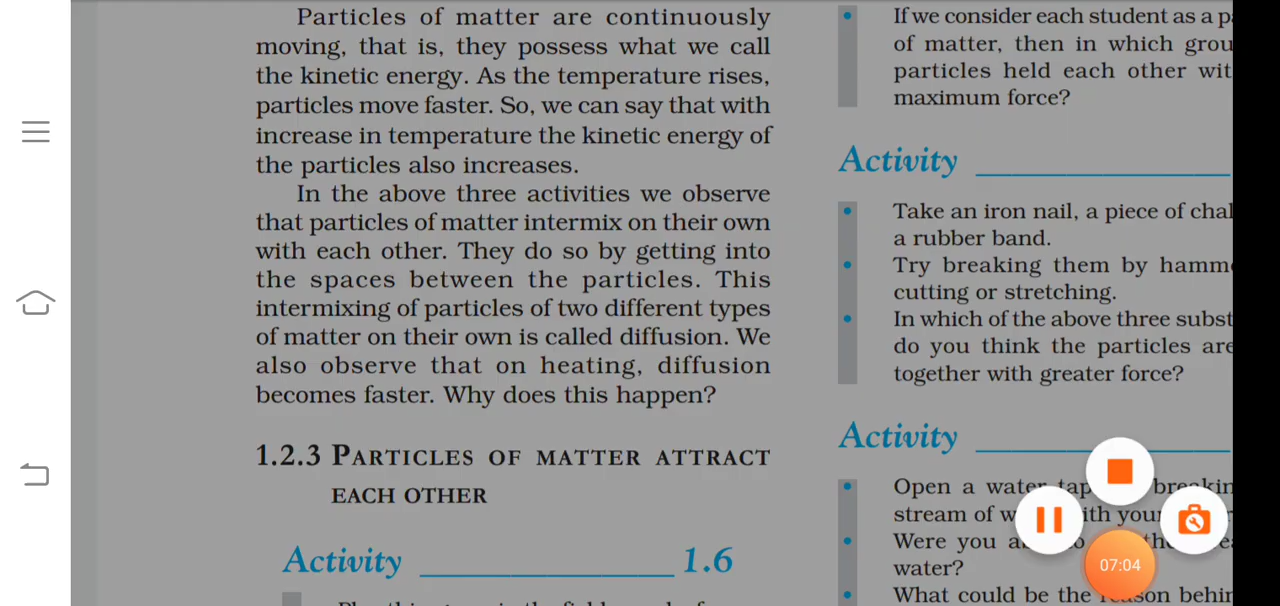 Particles of matter are continuously
moving, that is, they possess what we call
the kinetic energy. As the temperature rises,
particles move faster. So, we can say that with
increase in temperature the kinetic energy of
the particles also increases.
In the above three activities we observe
that particles of matter intermix on their own
with each other. They do so by getting into
the spaces between the particles. This
intermixing of particles of two different types
of matter on their own is called diffusion. We
also observe that on heating, diffusion
becomes faster. Why does this happen?
1.2.3 PARTICLES OF MATTER ATTRACT
EACH OTHER
Activity 1.6
If we consider each student as a
of matter, then in which
particles held each other
maximum force?
Activity
Take an iron nail, a piece of
a rubber band.
Try breaking them by
cutting or stretching.
In which of the above three
do you think the particles are
together with greater force?
Activity
Open a water
stream of
Were you
water?
What could be the
07:04